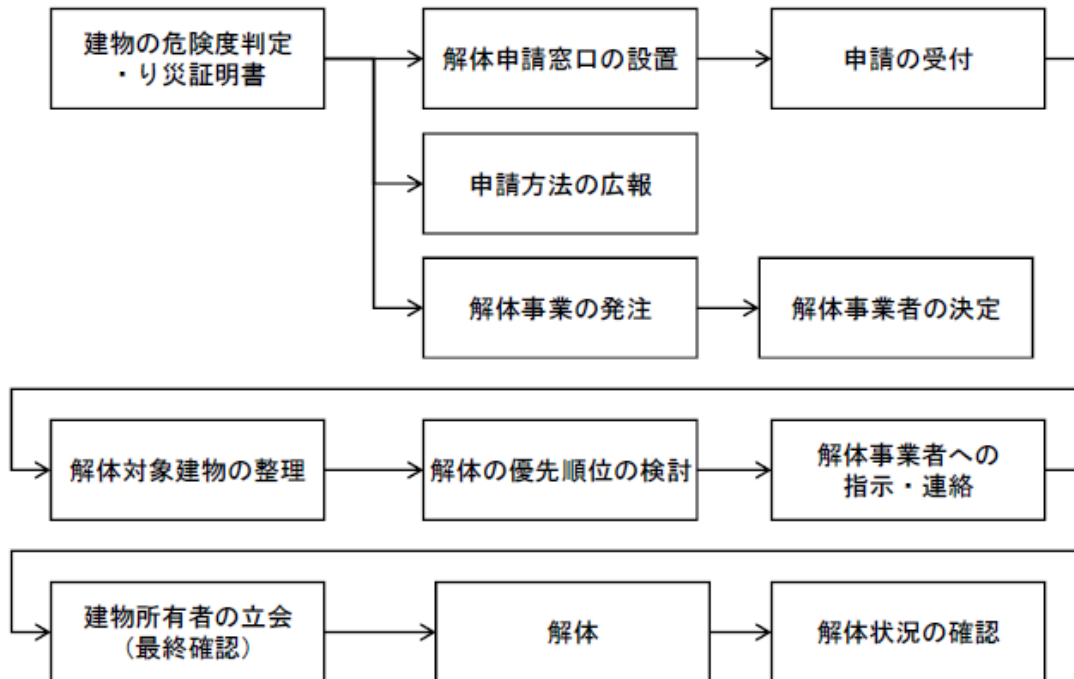 建物の危険度判定
・り災証明書
解体申請窓口の設置
申請の受付
申請方法の広報
解体事業の発注
解体事業者の決定
解体対象建物の整理
解体の優先順位の検討
解体事業者への
指示・連絡
建物所有者の立会
（最終確認）
解体
解体状況の確認